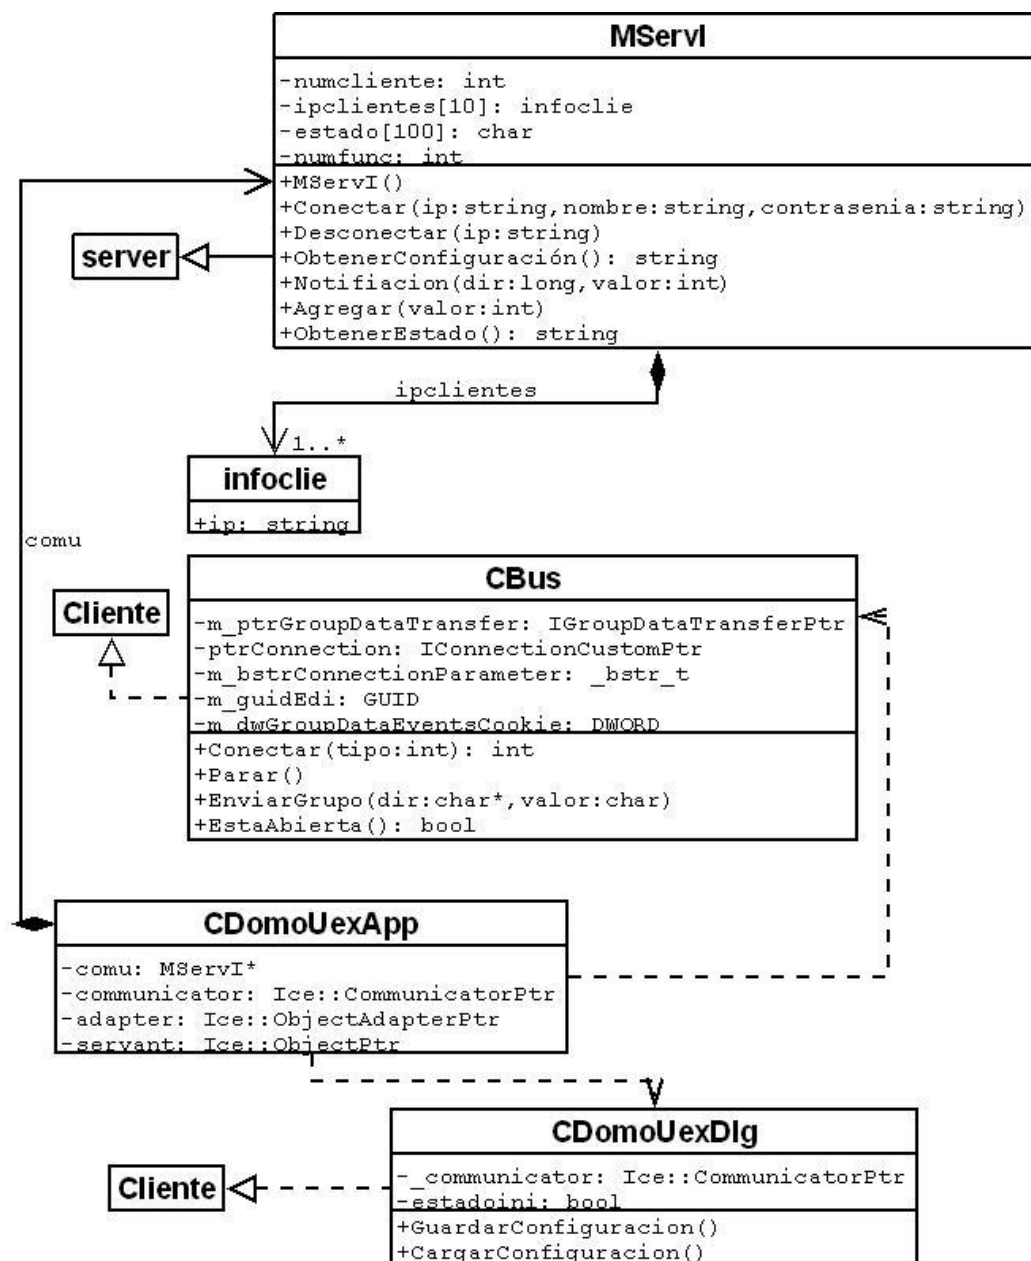 MServI
-numcliente: int
-ipclientes[10]: infoclie
-estado[100]: char
-numfunc: int
+MServI()
+Conectar(ip:string,nombre:string,contrasenia:string)
+Desconectar(ip:string)
+ObtenerConfiguración(): string
+Notifiacion(dir:long,valor:int)
+Agregar(valor:int)
+ObtenerEstado(): string
server
ipclientes
1..*
infoclie
+ip: string
comu
Cliente
CBus
-m_ptrGroupDataTransfer: IGroupDataTransferPtr
-ptrConnection: IConnectionCustomPtr
-m_bstrConnectionParameter: _bstr_t
-m_guidEdi: GUID
-m_dwGroupDataEventsCookie: DWORD
+Conectar(tipo:int): int
+Parar()
+EnviarGrupo(dir:char*,valor:char)
+EstaAbierta(): bool
CDomoUexApp
-comu: MServI*
-communicator: Ice::CommunicatorPtr
-adapter: Ice::ObjectAdapterPtr
-servant: Ice::ObjectPtr
CDomoUexDlg
-_communicator: Ice::CommunicatorPtr
-estadoini: bool
+GuardarConfiguracion()
+CargarConfiguracion()
Cliente